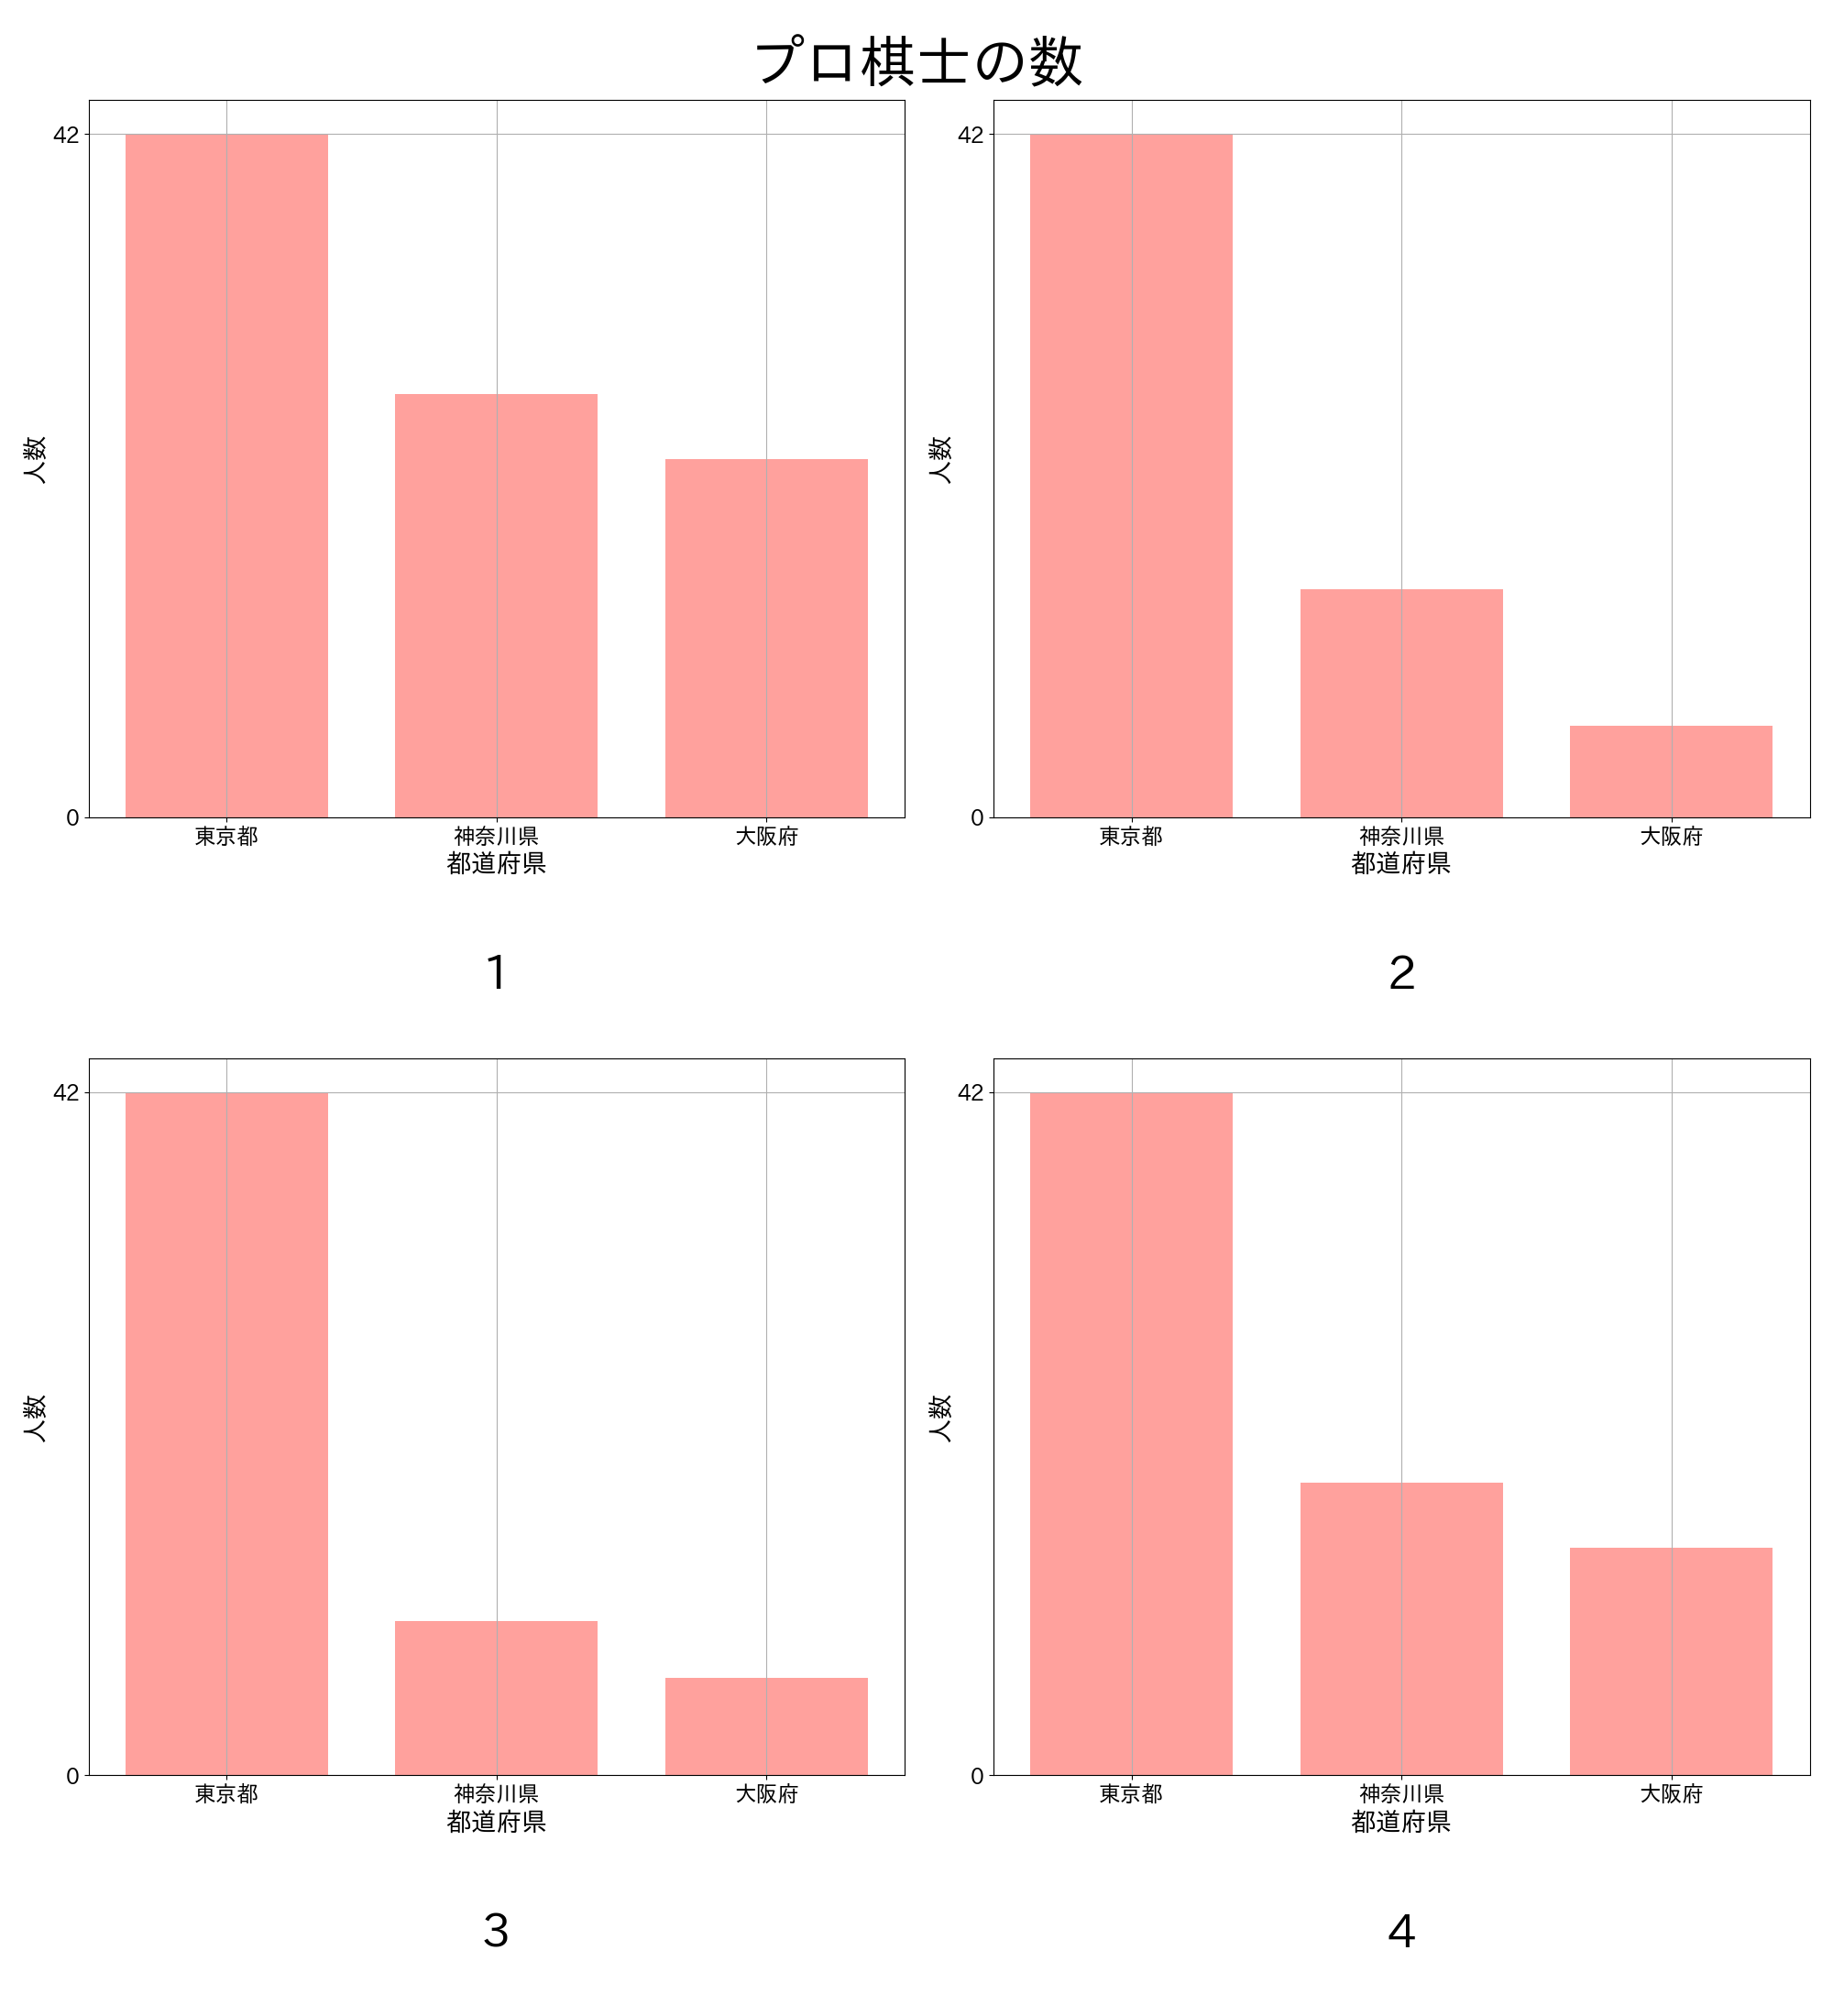 プロ棋士の数
42
0
人数
東京都 神奈川県 大阪府
都道府県
1
42
0
人数
東京都 神奈川県 大阪府
都道府県
2
42
0
人数
東京都 神奈川県 大阪府
都道府県
3
42
0
人数
東京都 神奈川県 大阪府
都道府県
4